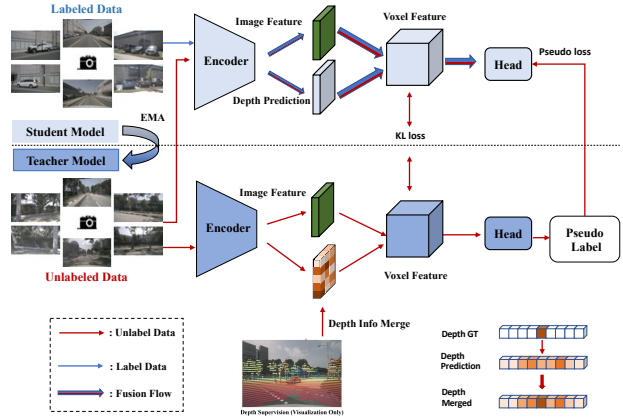 Labeled Data
Image Feature
Voxel Feature
Encoder
Head
Pseudo loss
Depth Prediction
EMA
Student Model
KL loss
Teacher Model
Image Feature
Encoder
Head
Pseudo
Label
Voxel Feature
Unlabeled Data
Depth Info Merge
: Unlabel Data
: Label Data
: Fusion Flow
Depth GT
Depth
Prediction
Depth
Merged
Depth Supervision (Visualization Only)